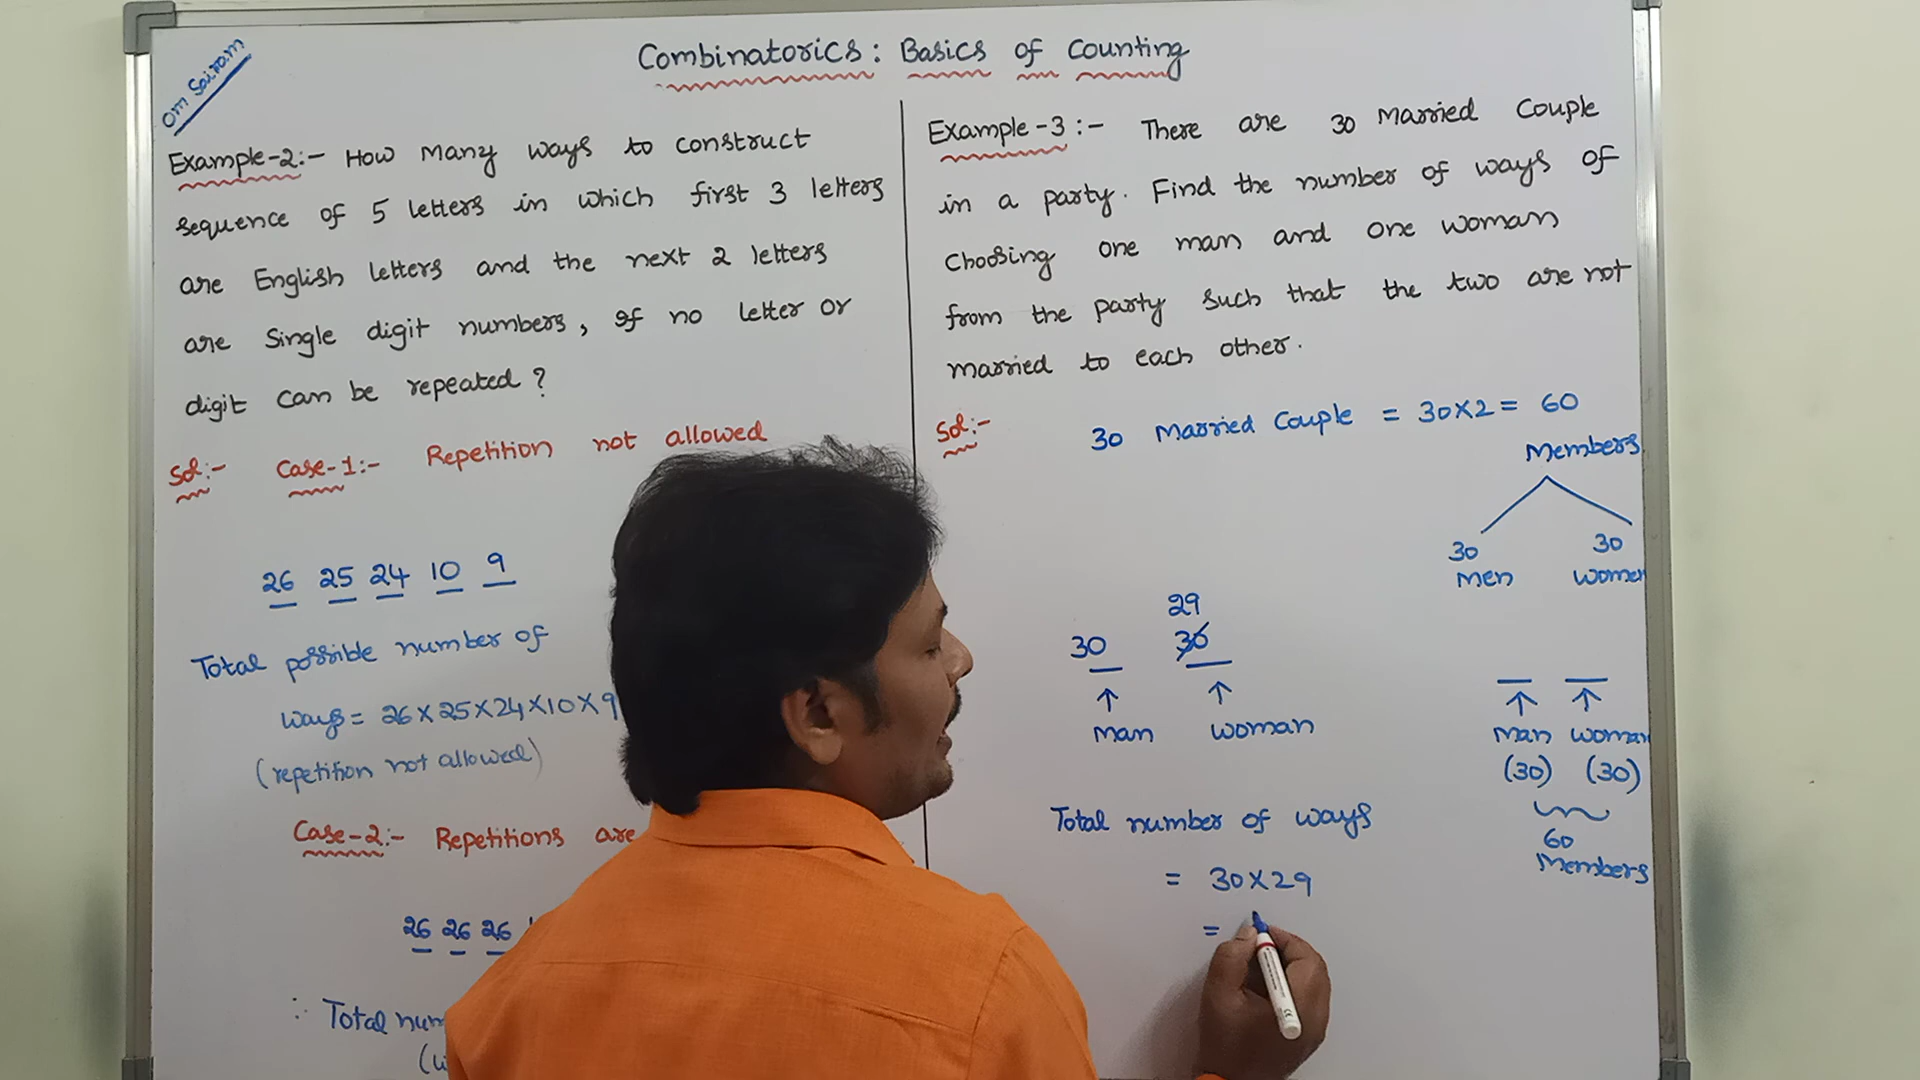 Om Sairam
Combinatorics: Basics of Counting
Example-2:- How many ways to construct
sequence of 5 letters in which first 3 letters
are English letters and the next 2 letters
are single digit numbers, if no letter or
digit can be repeated?
Sol:- Case-1:- Repetition not allowed
26 25 24 10 9
Total possible number of
ways = 26×25×24×10×9
(repetition not allowed)
Case-2:- Repetitions are
26 26 26
∴ Total num
Example-3:- There are 30 Married Couple
in a party. Find the number of ways of
choosing one man and one woman
from the party such that the two are not
married to each other.
Sol:- 30 Married Couple = 30×2 = 60
Members
30 30
Men women
29
30 30
↑ ↑
Man woman
↑ ↑
Man woman
(30) (30)
60
Members
Total number of ways
= 30×29
=